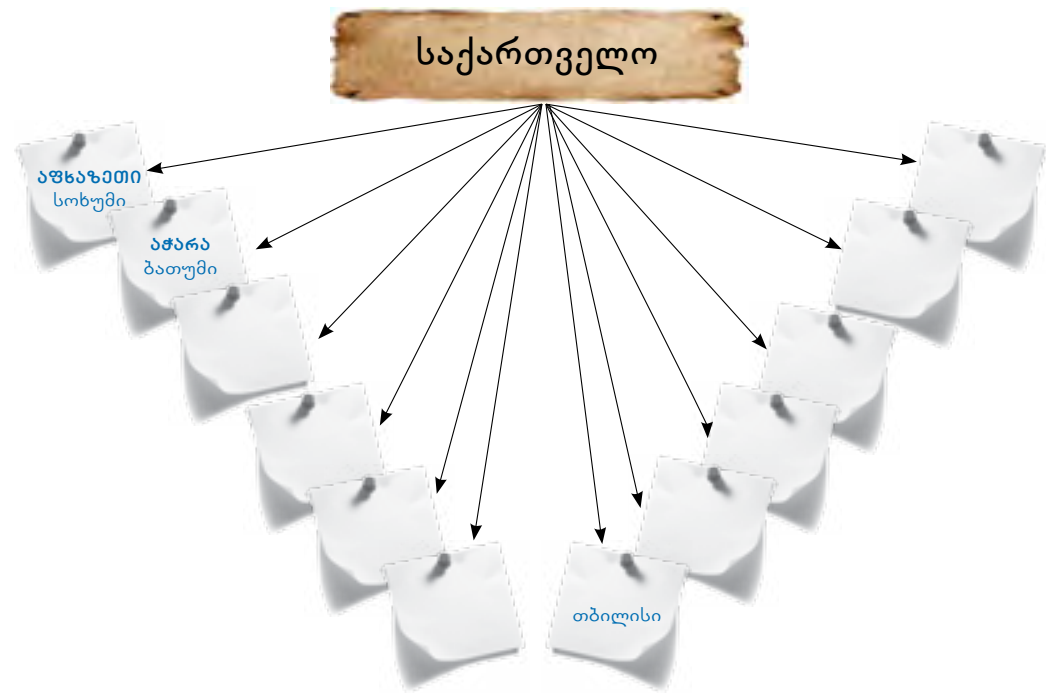 საქართველო
აფხაზეთი
სოხუმი
აჭარა
ბათუმი
თბილისი